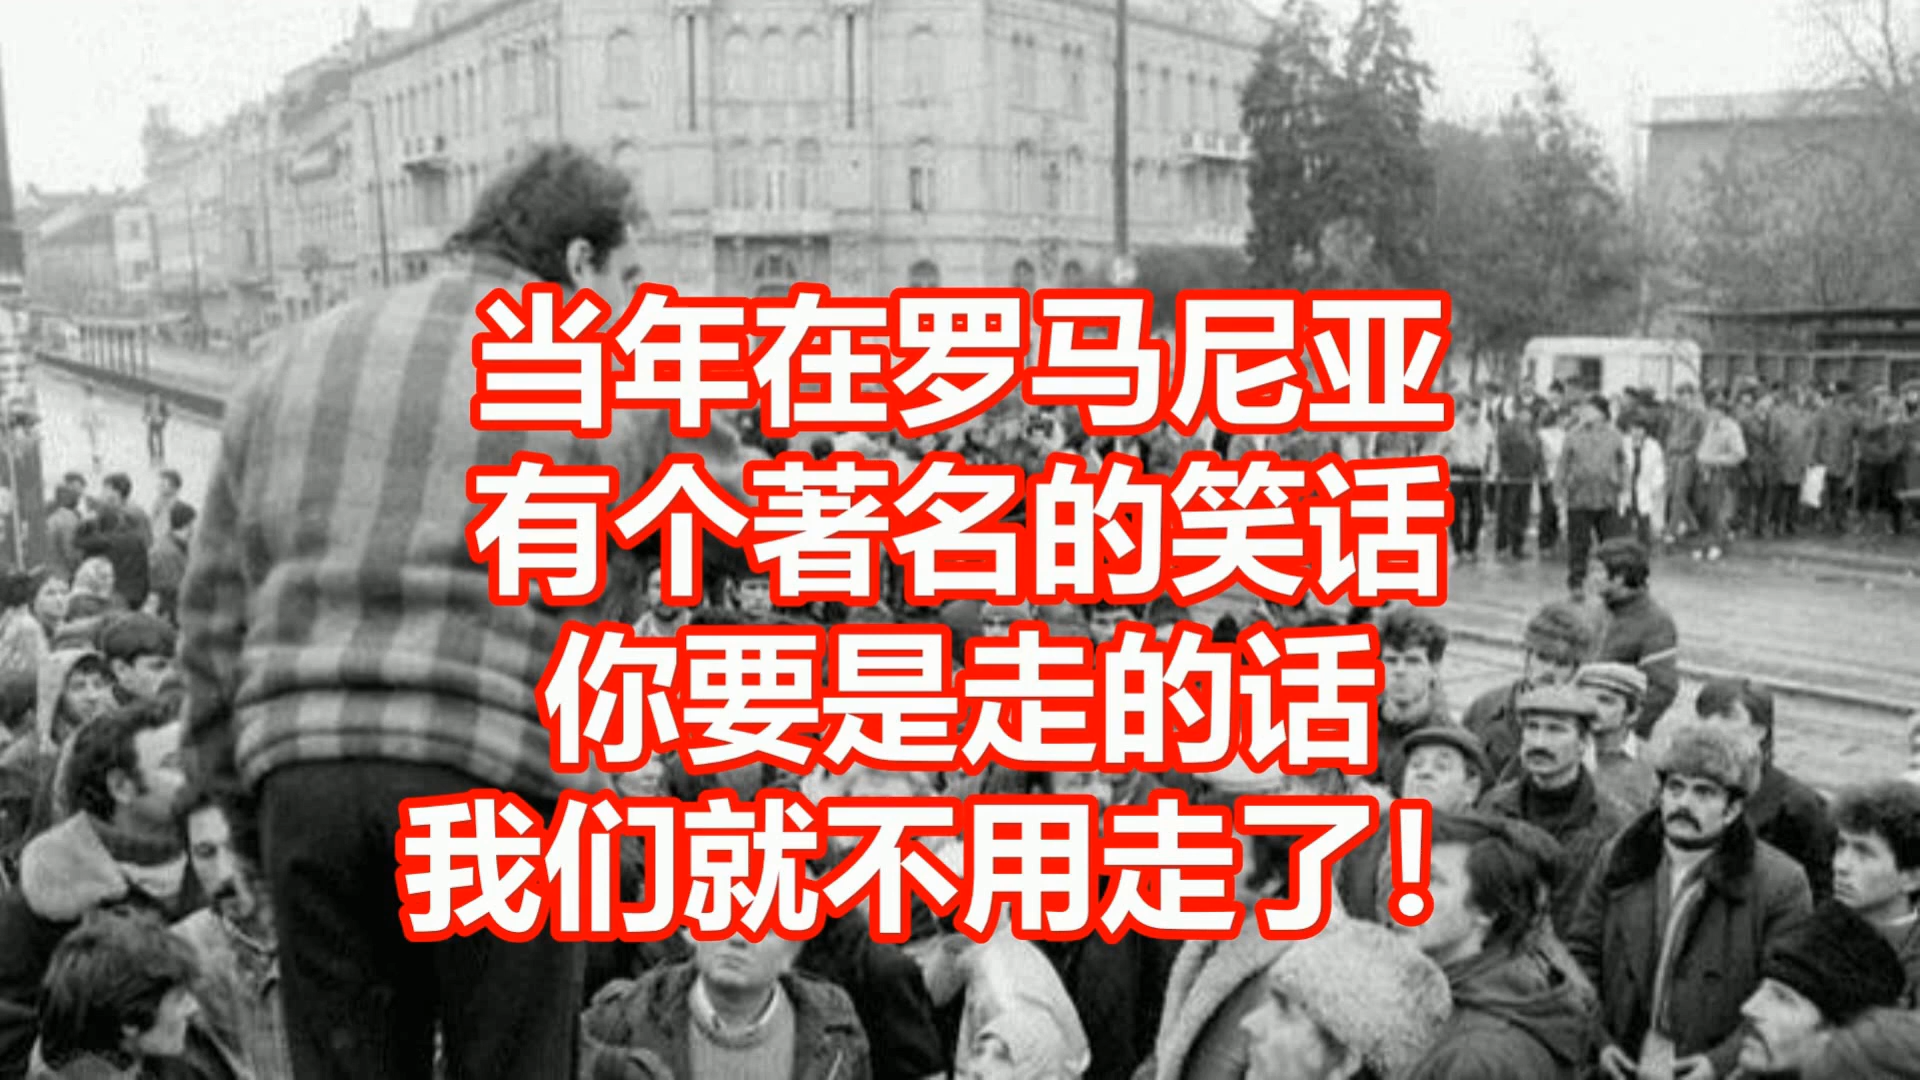 当年在罗马尼亚
有个著名的笑话
你要是走的话
我们就不用走了！